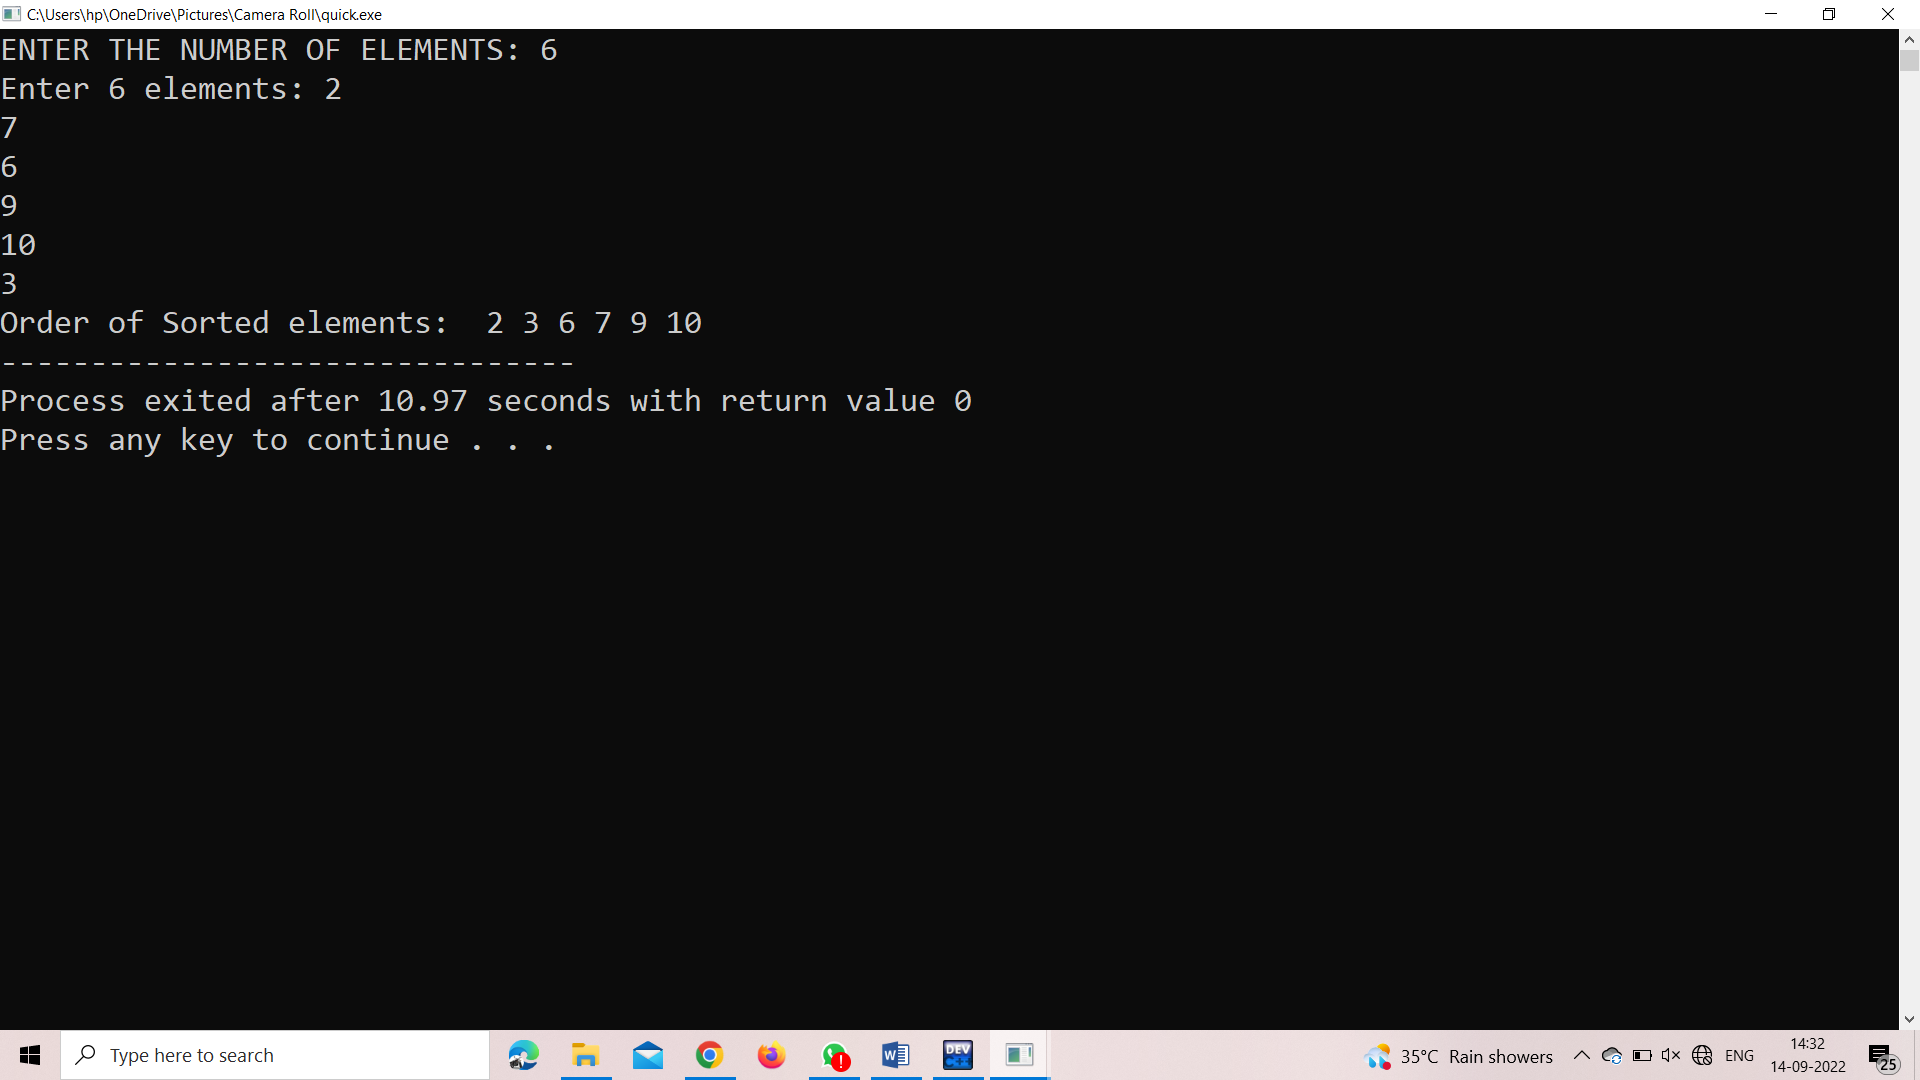 C:\Users\hp\OneDrive\Pictures\Camera Roll\quick.exe
ENTER THE NUMBER OF ELEMENTS: 6
Enter 6 elements: 2
7
6
9
10
3
Order of Sorted elements:  2 3 6 7 9 10
--------------------------------
Process exited after 10.97 seconds with return value 0
Press any key to continue . . .
Type here to search
W
DEV
C++
35°C Rain showers
ENG
14:32
14-09-2022
25